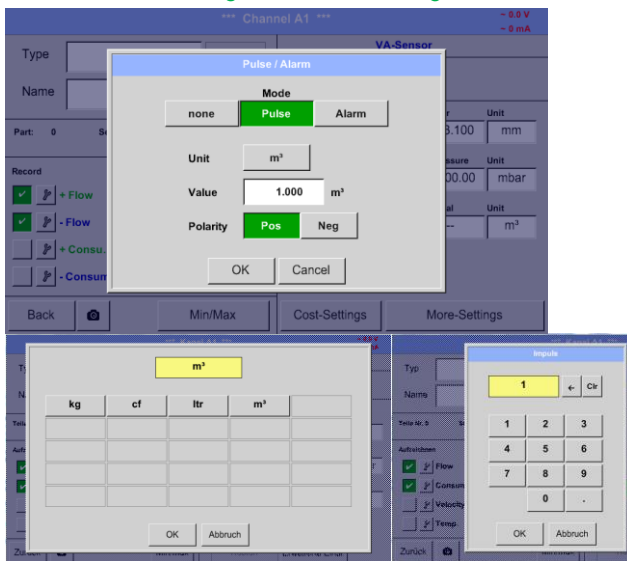 *** Channel A1 ***
~ 0.0 V
~ 0 mA
Type
VA-Sensor
Pulse / Alarm
Name
Mode
none Pulse Alarm
Part: 0
Unit
3.100 mm
Unit m³
Record
Unit
00.00 mbar
+ Flow
Value 1.000 m³
- Flow
Unit
-- m³
Polarity Pos Neg
+ Consu.
- Consum
OK Cancel
Back Min/Max Cost-Settings More-Settings
m³
kg cf ltr m³
OK Abbruch
Impuls
Typ
1 ← Clr
Name
Teile Nr. 0
1 2 3
4 5 6
Aufzeichnen
Flow
7 8 9
Consum
0 .
Velocity
Temp.
OK Abbruch
Zurück